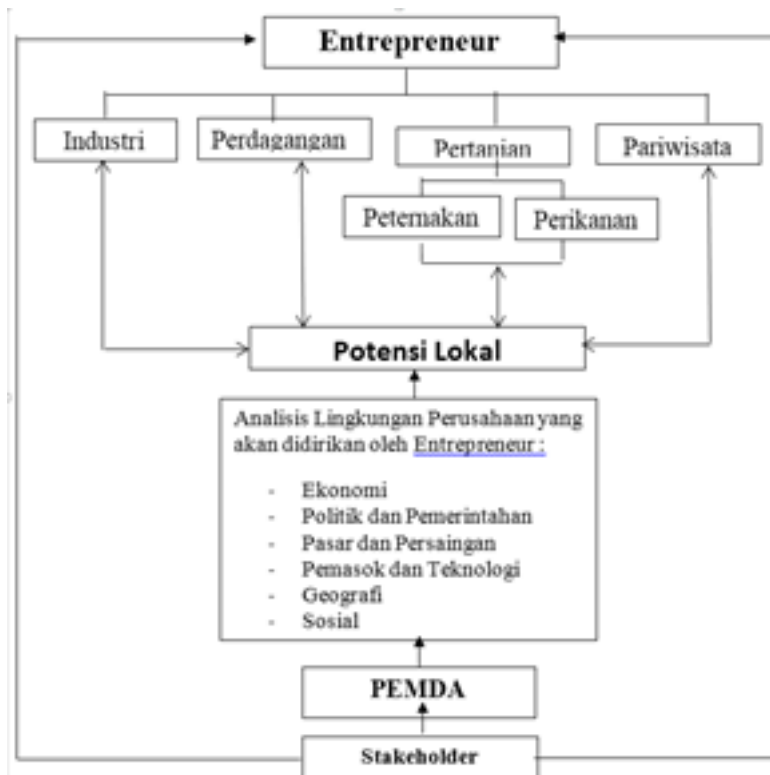 Entrepreneur
Industri
Perdagangan
Pertanian
Pariwisata
Peternakan
Perikanan
Potensi Lokal
Analisis Lingkungan Perusahaan yang
akan didirikan oleh Entrepreneur :
- Ekonomi
- Politik dan Pemerintahan
- Pasar dan Persaingan
- Pemasok dan Teknologi
- Geografi
- Sosial
PEMDA
Stakeholder